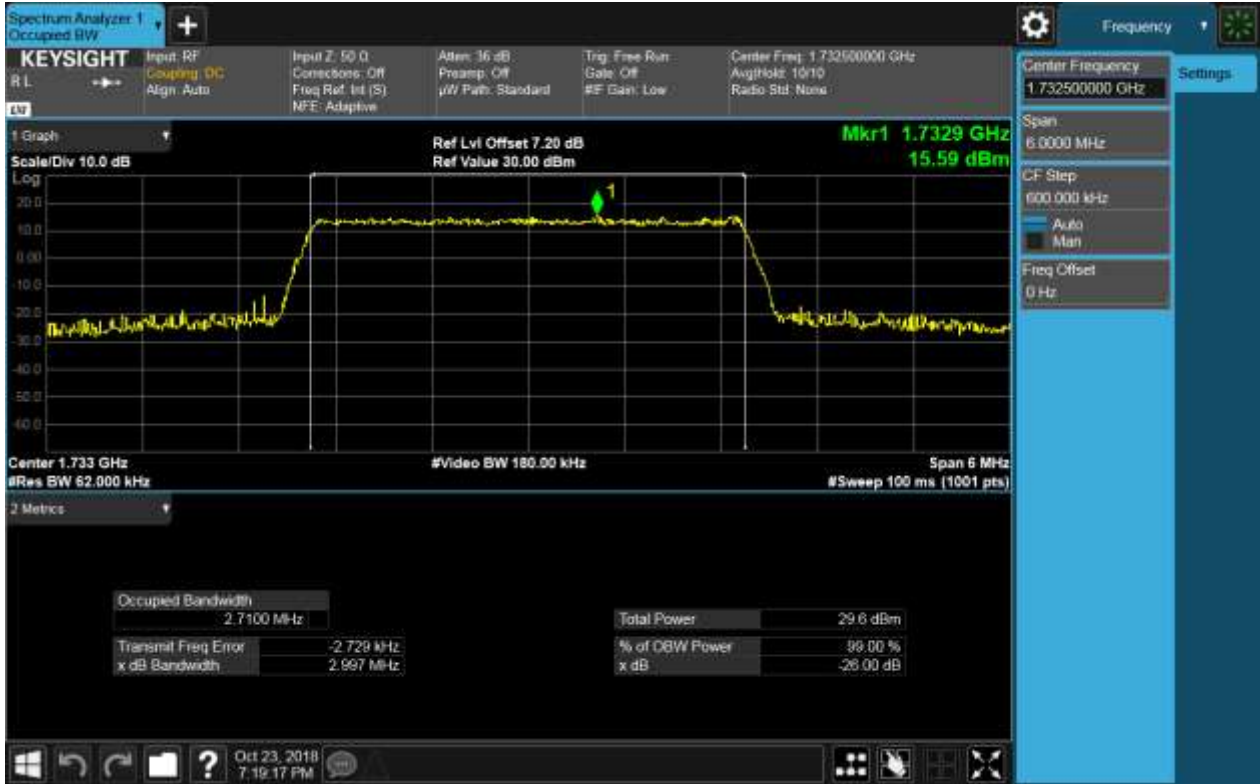 Spectrum Analyzer 1
Occupied BW
+
Frequency
KEYSIGHT
R L
Input: RF
Coupling: DC
Align: Auto
Input Z: 50 Ω
Corrections: Off
Freq Ref: Int (S)
NFE: Adaptive
Atten: 36 dB
Preamp: Off
µW Path: Standard
Trig: Free Run
Gate: Off
#IF Gain: Low
Center Freq: 1.732500000 GHz
Avg|Hold: 10/10
Radio Std: None
Center Frequency
1.732500000 GHz
Settings
Span
6.0000 MHz
CF Step
600.000 kHz
Auto
Man
Freq Offset
0 Hz
1 Graph
Scale/Div 10.0 dB
Ref Lvl Offset 7.20 dB
Ref Value 30.00 dBm
Mkr1 1.7329 GHz
15.59 dBm
Log
20.0
10.0
0.00
-10.0
-20.0
-30.0
-40.0
-50.0
-60.0
1
Center 1.733 GHz
#Video BW 180.00 kHz
Span 6 MHz
#Res BW 62.000 kHz
#Sweep 100 ms (1001 pts)
2 Metrics
Occupied Bandwidth
2.7100 MHz
Total Power 29.6 dBm
Transmit Freq Error -2.729 kHz
% of OBW Power 99.00 %
x dB Bandwidth 2.997 MHz
x dB -26.00 dB
?
Oct 23, 2018
7:19:17 PM